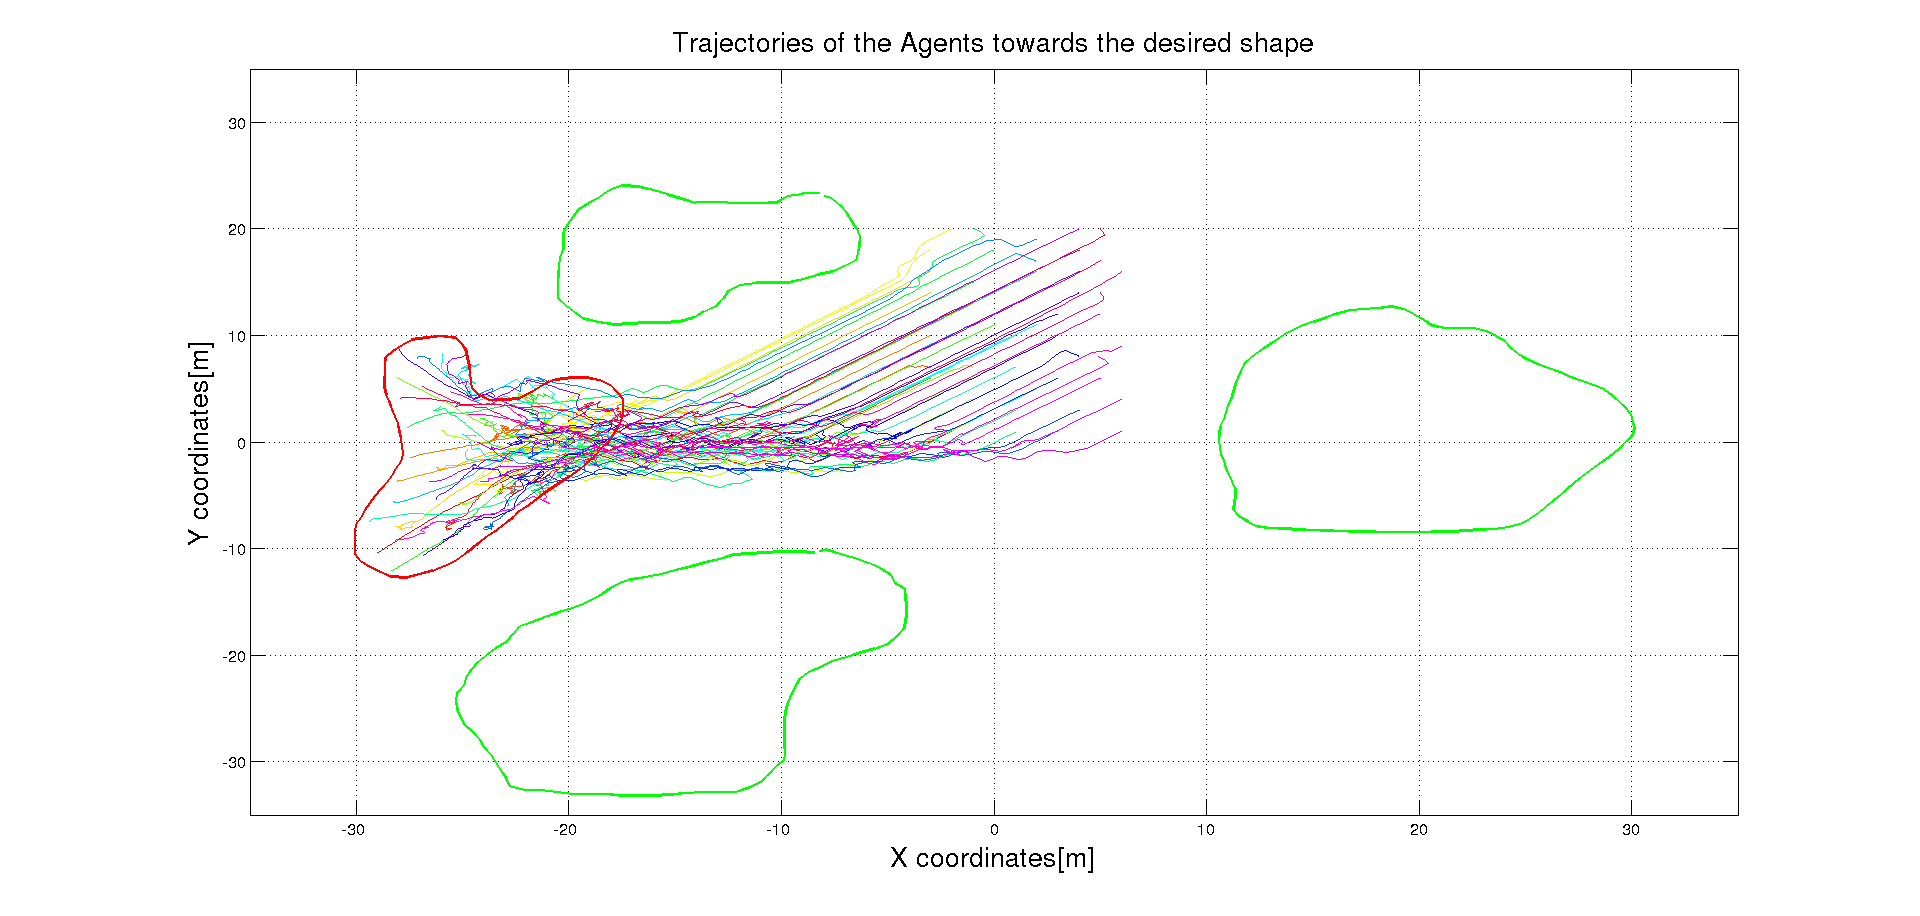 Trajectories of the Agents towards the desired shape
30
20
10
0
-10
-20
-30
Y coordinates[m]
-30 -20 -10 0 10 20 30
X coordinates[m]